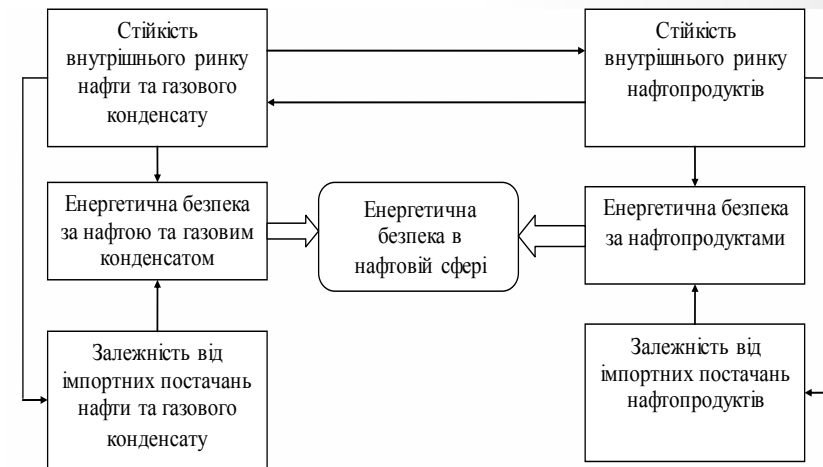 Стійкість
внутрішнього ринку
нафти та газового
конденсату
Стійкість
внутрішнього ринку
нафтопродуктів
Енергетична безпека
за нафтою та газовим
конденсатом
Енергетична
безпека в
нафтовій сфері
Енергетична безпека
за нафтопродуктами
Залежність від
імпортних постачань
нафти та газового
конденсату
Залежність від
імпортних постачань
нафтопродуктів